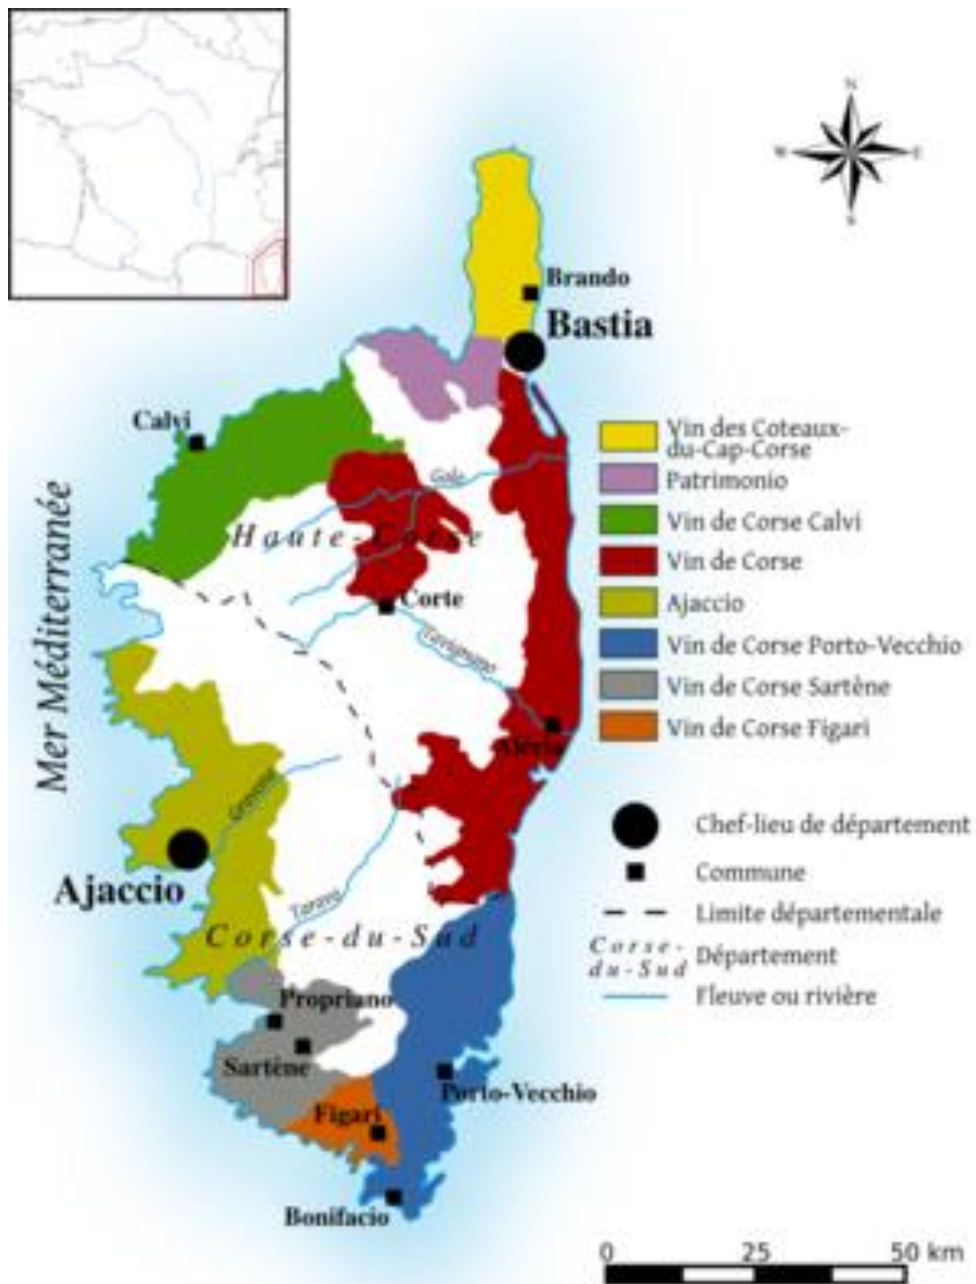 N
W
E
S
Brando
Bastia
Calvi
Golo
Haute-Corse
Corte
Tavignano
Aléria
Mer Méditerranée
Gravona
Ajaccio
Taravo
Corse-du-Sud
Propriano
Sartène
Porto-Vecchio
Figari
Bonifacio
Vin des Coteaux-
du-Cap-Corse
Patrimonio
Vin de Corse Calvi
Vin de Corse
Ajaccio
Vin de Corse Porto-Vecchio
Vin de Corse Sartène
Vin de Corse Figari
Chef-lieu de département
Commune
Limite départementale
Corse-
du-Sud
Département
Fleuve ou rivière
0 25 50 km